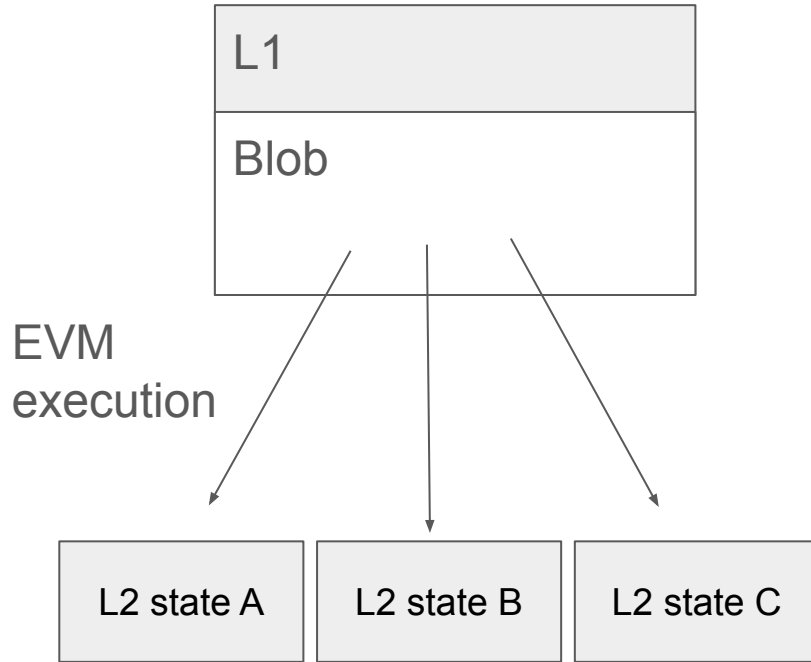 L1
Blob
EVM
execution
L2 state A
L2 state B
L2 state C